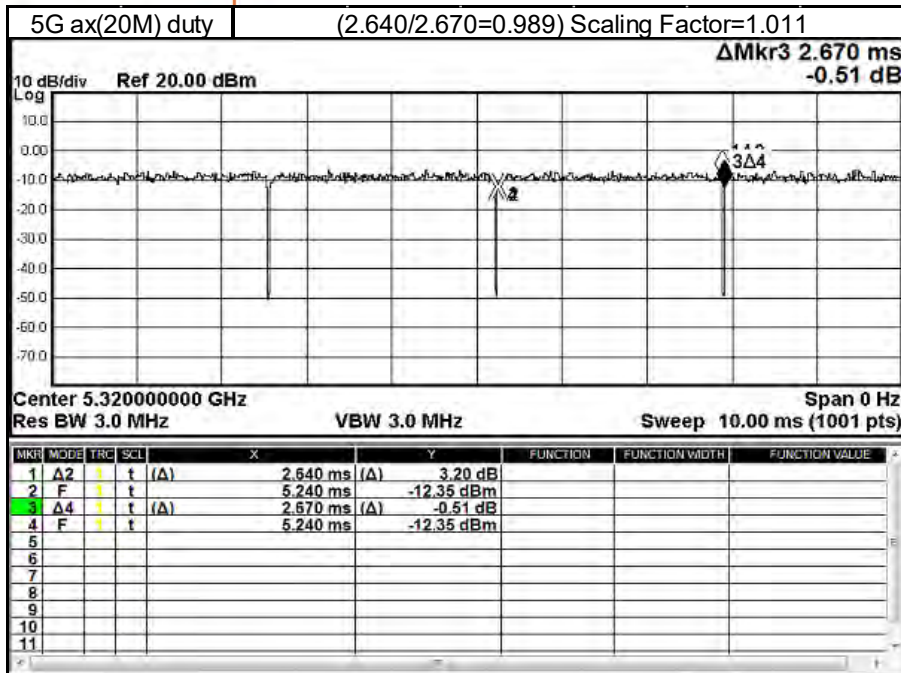 5G ax(20M) duty (2.640/2.670=0.989) Scaling Factor=1.011
ΔMkr3 2.670 ms
10 dB/div Ref 20.00 dBm -0.51 dB
Log
10.0
0.00
3Δ4
-10.0
-20.0
-30.0
-40.0
-50.0
-60.0
-70.0
Center 5.320000000 GHz Span 0 Hz
Res BW 3.0 MHz VBW 3.0 MHz Sweep 10.00 ms (1001 pts)
MKR MODE TRC SCL X Y FUNCTION FUNCTION WIDTH FUNCTION VALUE
1 Δ2 1 t (Δ) 2.640 ms (Δ) 3.20 dB
2 F 1 t 5.240 ms -12.35 dBm
3 Δ4 1 t (Δ) 2.670 ms (Δ) -0.51 dB
4 F 1 t 5.240 ms -12.35 dBm
5
6
7
8
9
10
11